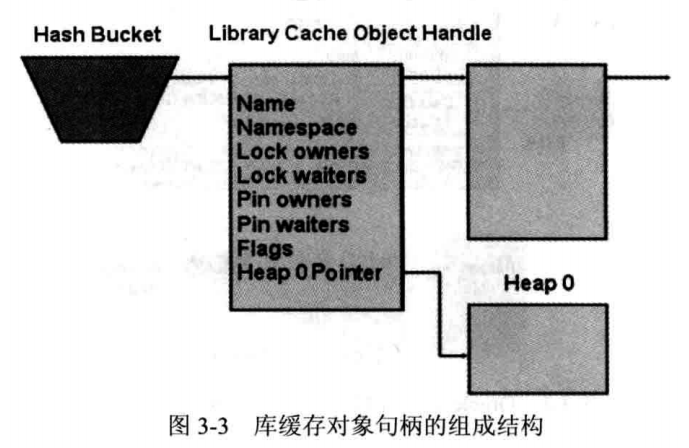 Hash Bucket
Library Cache Object Handle
Name
Namespace
Lock owners
Lock waiters
Pin owners
Pin waiters
Flags
Heap 0 Pointer
Heap 0
图 3-3 库缓存对象句柄的组成结构